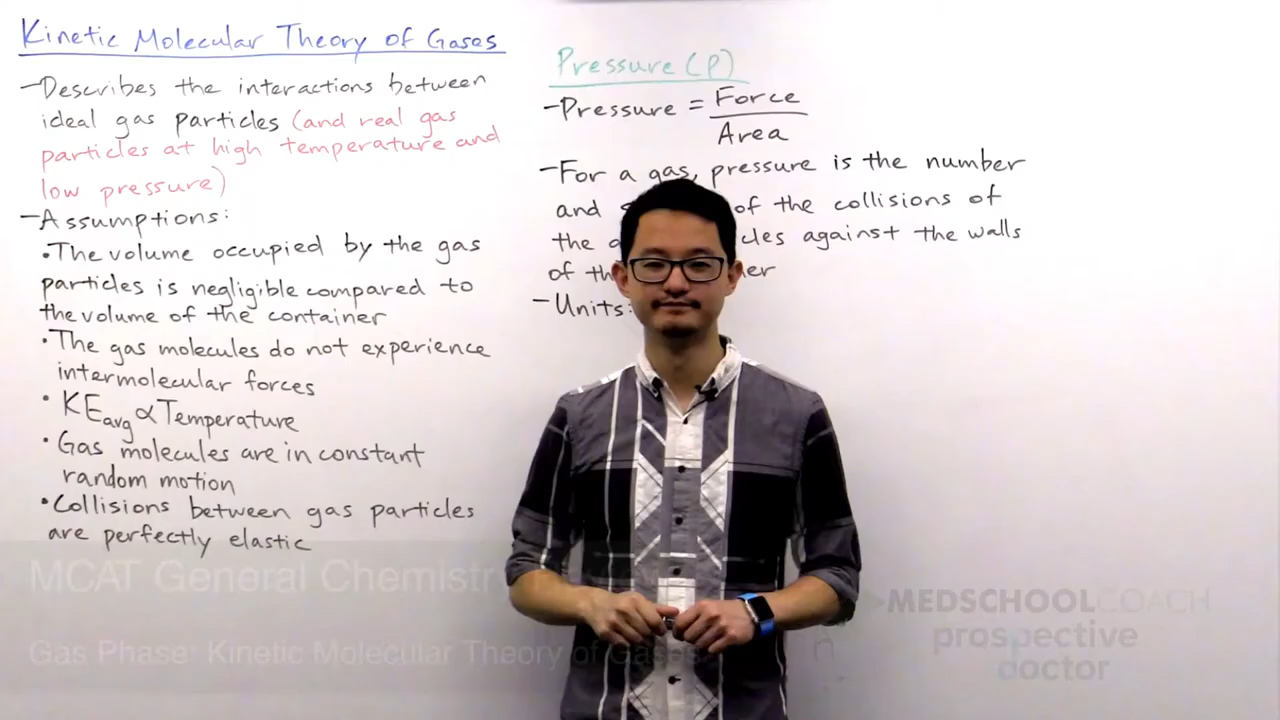 Kinetic Molecular Theory of Gases
-Describes the interactions between
ideal gas particles (and real gas
particles at high temperature and
low pressure)
-Assumptions:
•The volume occupied by the gas
particles is negligible compared to
the volume of the container
•The gas molecules do not experience
intermolecular forces
•KEavg ∝ Temperature
•Gas molecules are in constant
random motion
•Collisions between gas particles
are perfectly elastic
Pressure (P)
-Pressure = Force
Area
-For a gas, pressure is the number
and of the collisions of
the against the walls
of
-Units:
MCAT General Chemistry
Gas Phase: Kinetic Molecular Theory of Gases
MEDSCHOOLCOACH
prospective
doctor